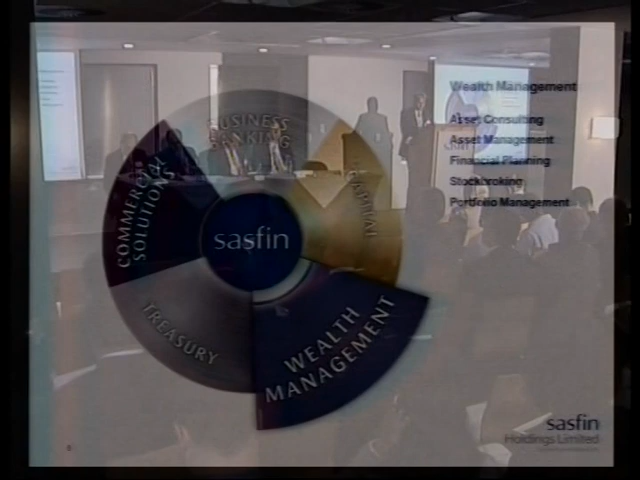 BUSINESS
BANKING
CAPITAL
COMMERCIAL
SOLUTIONS
sasfin
TREASURY
WEALTH
MANAGEMENT
Wealth Management
Asset Consulting
Asset Management
Financial Planning
Stockbroking
Portfolio Management
sasfin
Holdings Limited